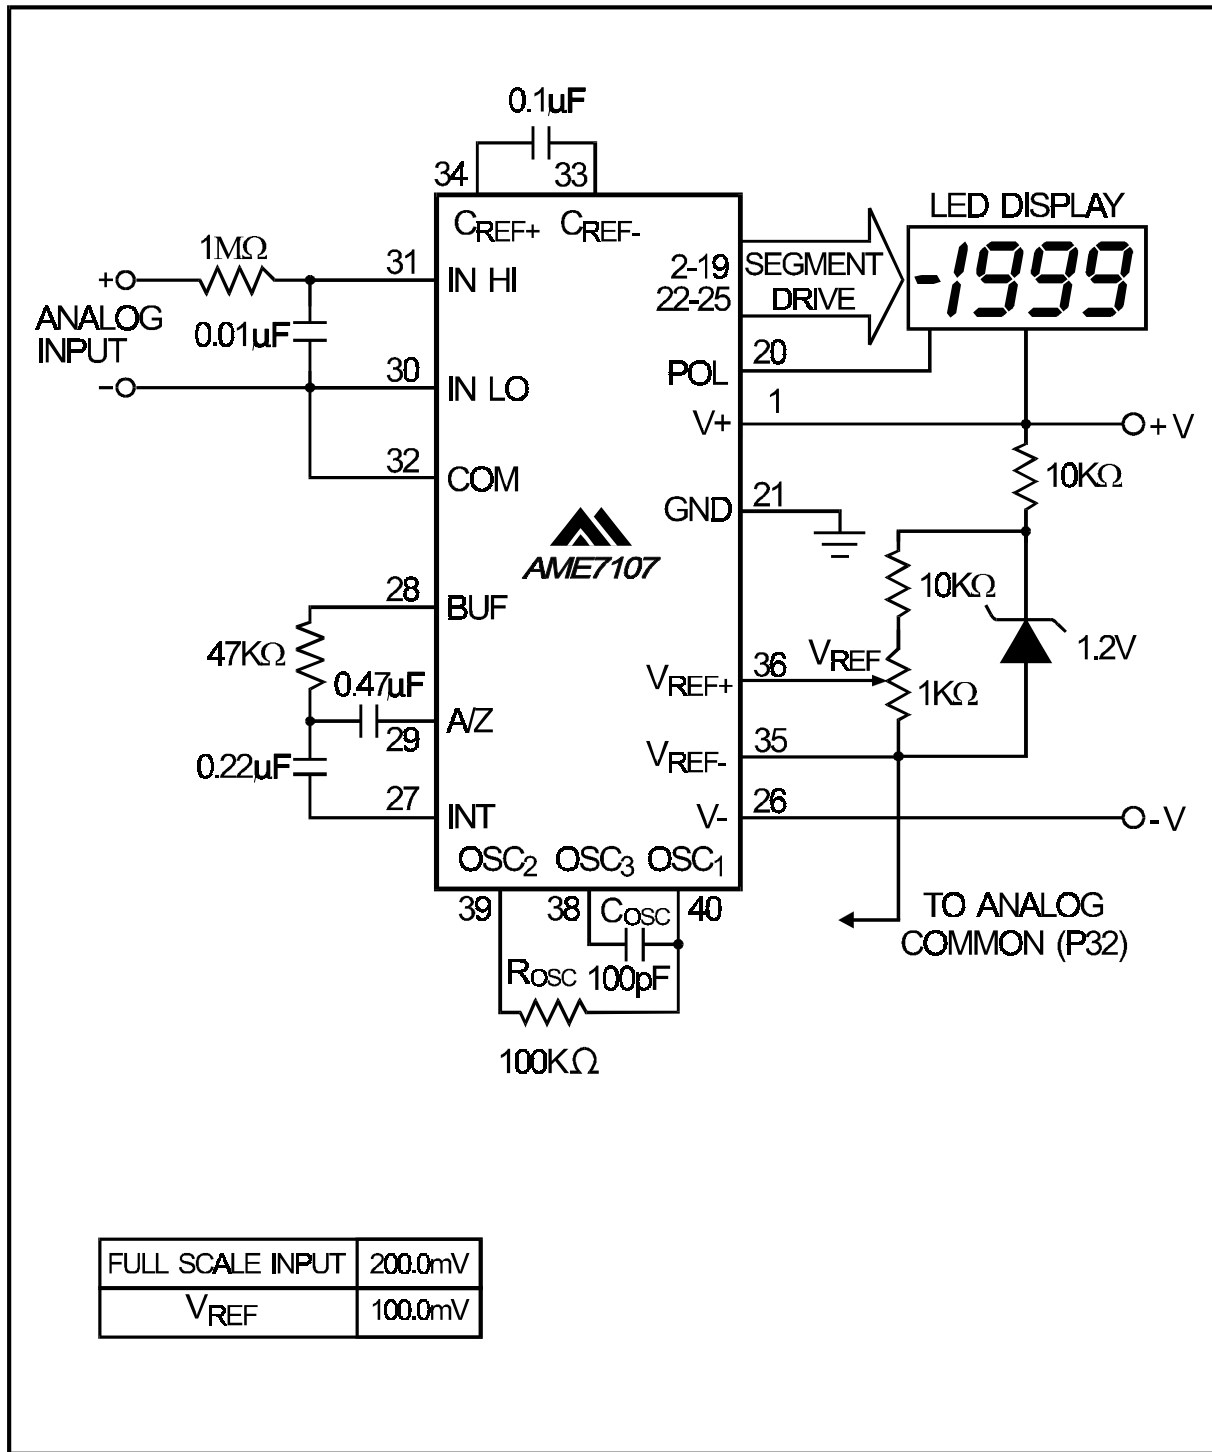 0.1µF
34
33
CREF+
CREF-
LED DISPLAY
-1999
1MΩ
31
IN HI
2-19
22-25
SEGMENT
DRIVE
+
ANALOG
INPUT
0.01µF
30
IN LO
-
20
POL
1
V+
+V
32
COM
10KΩ
21
GND
AME7107
28
BUF
10KΩ
47KΩ
1.2V
VREF
36
VREF+
1KΩ
0.47µF
A/Z
29
35
VREF-
0.22µF
27
INT
26
V-
-V
OSC2
OSC3
OSC1
39
38
COSC
40
TO ANALOG
COMMON (P32)
ROSC
100pF
100KΩ
FULL SCALE INPUT 200.0mV
VREF 100.0mV